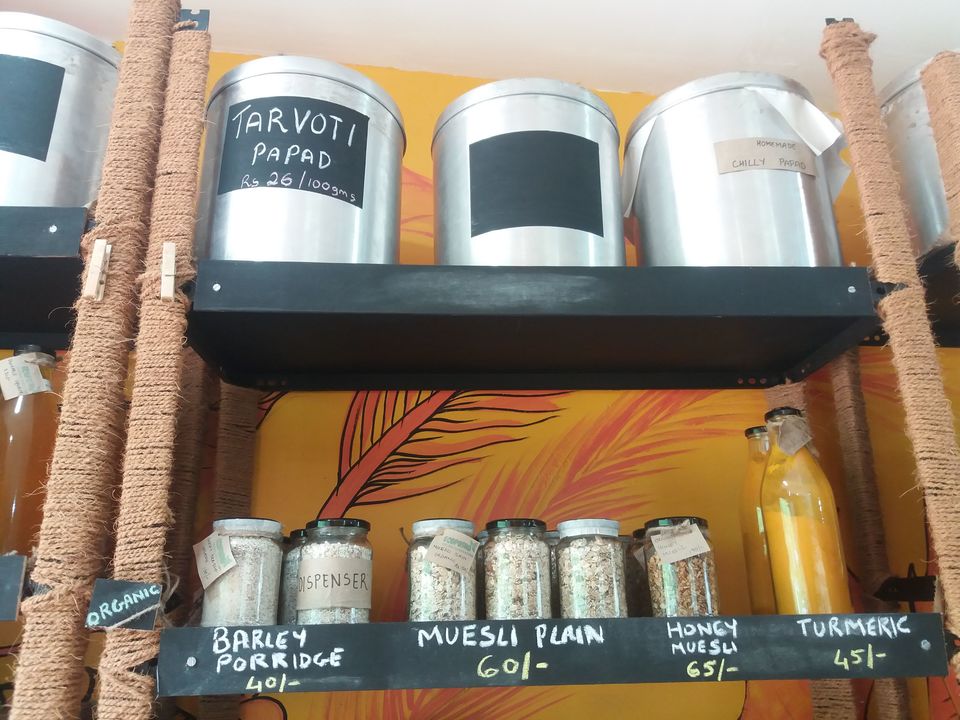 TARVOTI
PAPAD
Rs 26/100gms
HOMEMADE
CHILLY PAPAD
DISPENSER
ORGANIC
BARLEY
PORRIDGE
40/-
MUESLI PLAIN
60/-
HONEY
MUESLI
65/-
TURMERIC
45/-